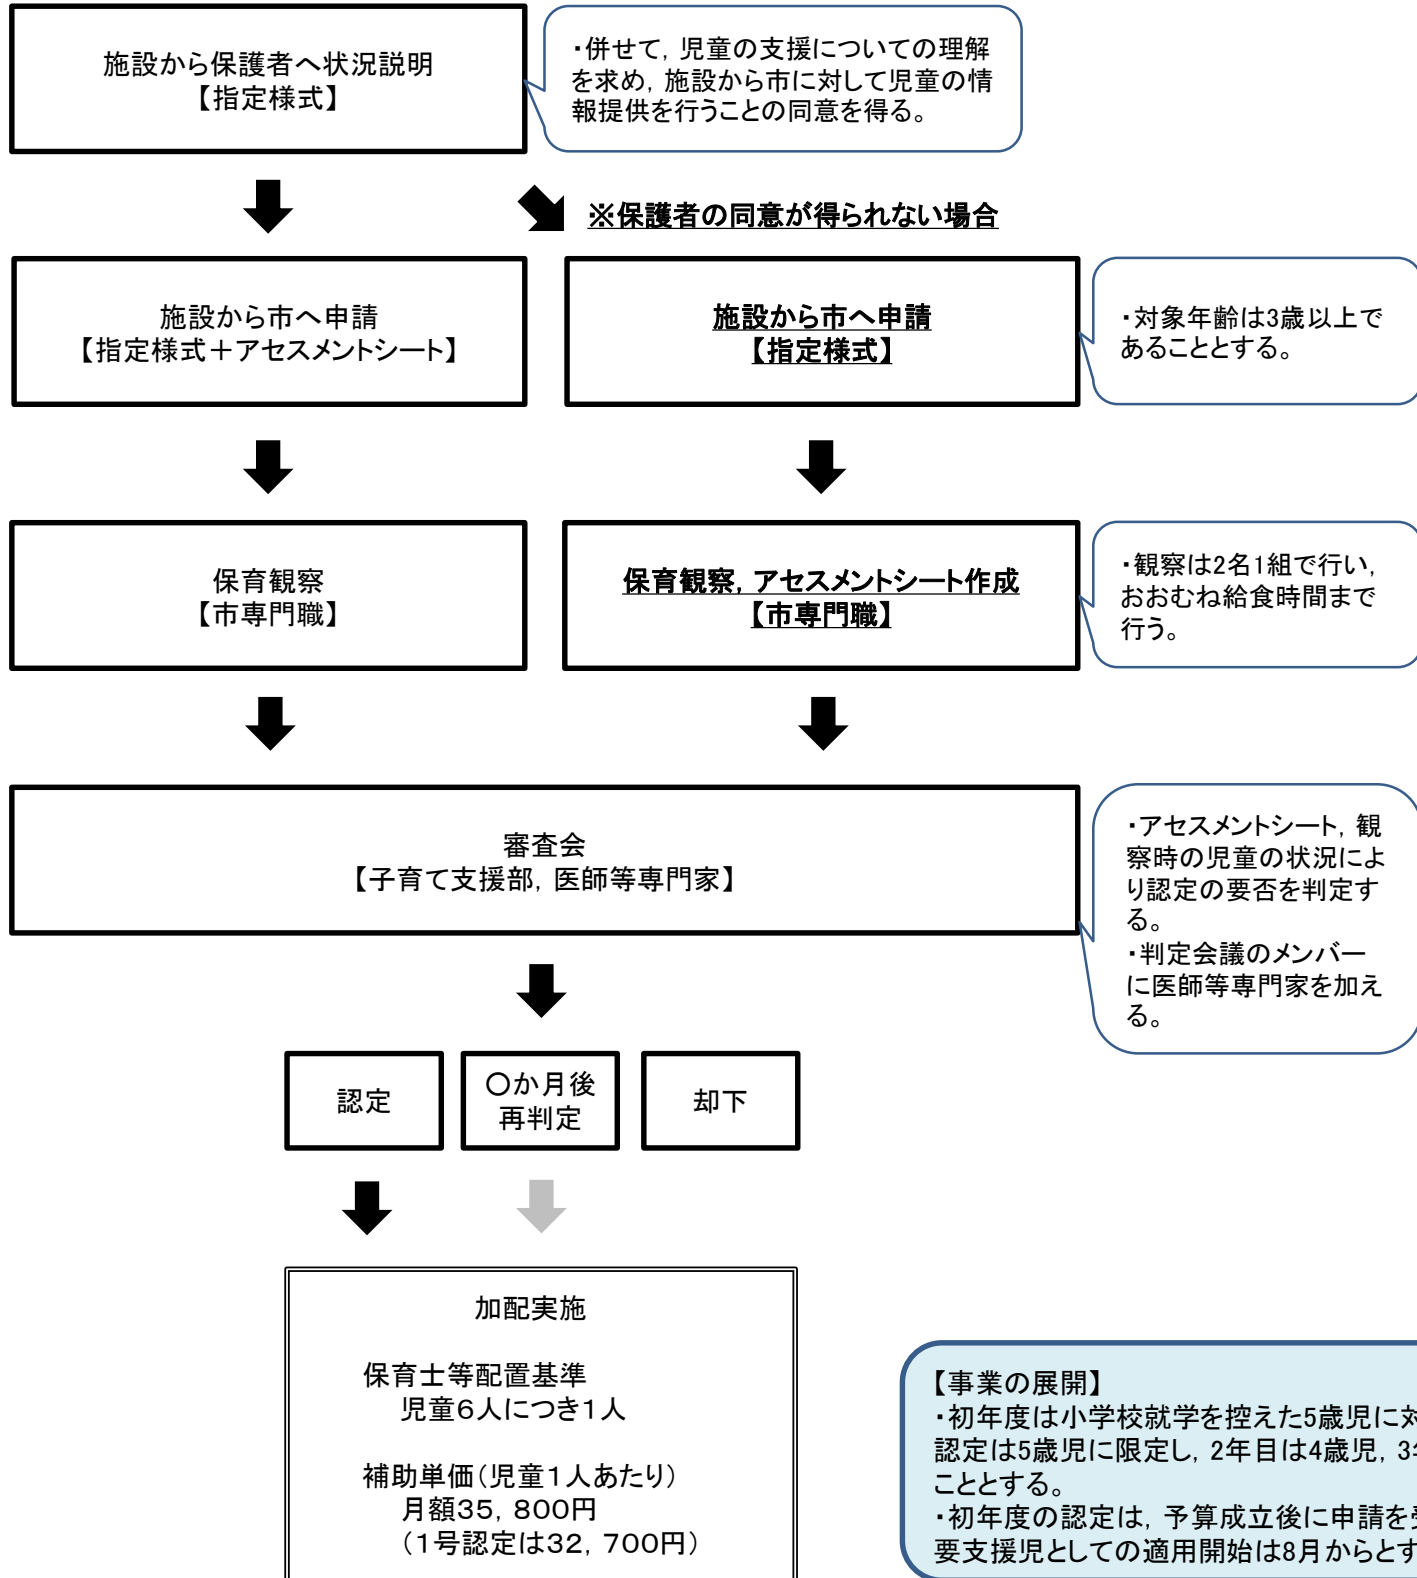 施設から保護者へ状況説明
【指定様式】
・併せて，児童の支援についての理解
を求め，施設から市に対して児童の情
報提供を行うことの同意を得る。
※保護者の同意が得られない場合
施設から市へ申請
【指定様式＋アセスメントシート】
施設から市へ申請
【指定様式】
・対象年齢は3歳以上で
あることとする。
保育観察
【市専門職】
保育観察，アセスメントシート作成
【市専門職】
・観察は2名1組で行い，
おおむね給食時間まで
行う。
審査会
【子育て支援部，医師等専門家】
・アセスメントシート，観
察時の児童の状況によ
り認定の要否を判定す
る。
・判定会議のメンバー
に医師等専門家を加え
る。
認定
〇か月後
再判定
却下
加配実施
保育士等配置基準
児童６人につき１人
補助単価（児童１人あたり）
月額３５，８００円
（１号認定は３２，７００円）
【事業の展開】
・初年度は小学校就学を控えた5歳児に対
認定は5歳児に限定し，2年目は4歳児，3年
こととする。
・初年度の認定は，予算成立後に申請を受
要支援児としての適用開始は8月からとす